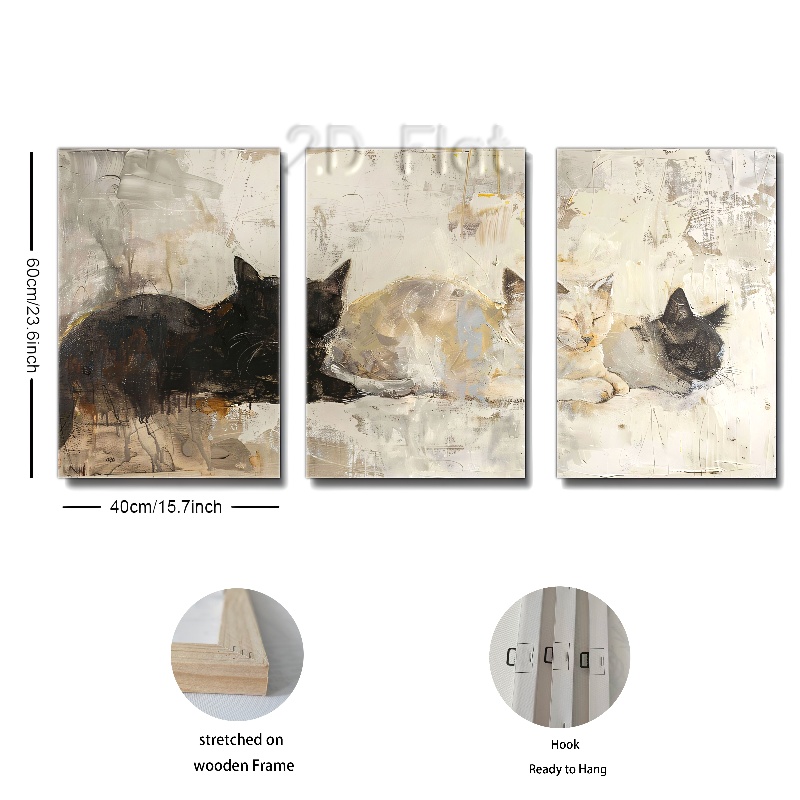 2D Flat
60cm/23.6inch
40cm/15.7inch
stretched on
wooden Frame
Hook
Ready to Hang